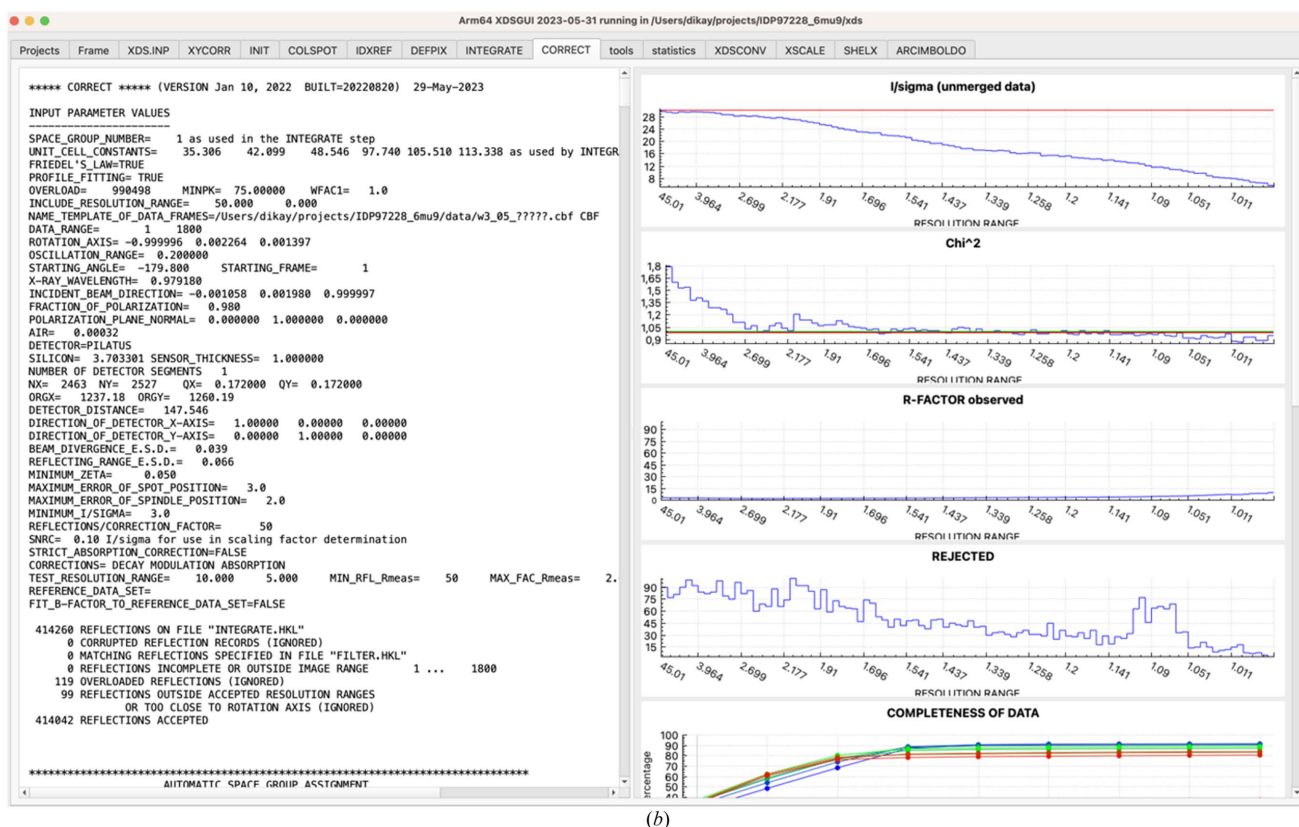 Arm64 XDSGUI 2023-05-31 running in /Users/dikay/projects/IDP97228_6mu9/xds
Projects Frame XDS.INP XYCORR INIT COLSPOT IDXREF DEFPIX INTEGRATE CORRECT tools statistics XDSCONV XSCALE SHELX ARCIMBOLDO
***** CORRECT ***** (VERSION Jan 10, 2022 BUILT=20220820) 29-May-2023
INPUT PARAMETER VALUES
----------------------
SPACE_GROUP_NUMBER= 1 as used in the INTEGRATE step
UNIT_CELL_CONSTANTS= 35.306 42.099 48.546 97.740 105.510 113.338 as used by INTEGR
FRIEDEL'S_LAW=TRUE
PROFILE_FITTING= TRUE
OVERLOAD= 990498 MINPK= 75.00000 WFAC1= 1.0
INCLUDE_RESOLUTION_RANGE= 50.000 0.000
NAME_TEMPLATE_OF_DATA_FRAMES=/Users/dikay/projects/IDP97228_6mu9/data/w3_05_?????.cbf CBF
DATA_RANGE= 1 1800
ROTATION_AXIS= -0.999996 0.002264 0.001397
OSCILLATION_RANGE= 0.200000
STARTING_ANGLE= -179.800 STARTING_FRAME= 1
X-RAY_WAVELENGTH= 0.979180
INCIDENT_BEAM_DIRECTION= -0.001058 0.001980 0.999997
FRACTION_OF_POLARIZATION= 0.980
POLARIZATION_PLANE_NORMAL= 0.000000 1.000000 0.000000
AIR= 0.00032
DETECTOR=PILATUS
SILICON= 3.703301 SENSOR_THICKNESS= 1.000000
NUMBER OF DETECTOR SEGMENTS 1
NX= 2463 NY= 2527 QX= 0.172000 QY= 0.172000
ORGX= 1237.18 ORGY= 1260.19
DETECTOR_DISTANCE= 147.546
DIRECTION_OF_DETECTOR_X-AXIS= 1.00000 0.00000 0.00000
DIRECTION_OF_DETECTOR_Y-AXIS= 0.00000 1.00000 0.00000
BEAM_DIVERGENCE_E.S.D.= 0.039
REFLECTING_RANGE_E.S.D.= 0.066
MINIMUM_ZETA= 0.050
MAXIMUM_ERROR_OF_SPOT_POSITION= 3.0
MAXIMUM_ERROR_OF_SPINDLE_POSITION= 2.0
MINIMUM_I/SIGMA= 3.0
REFLECTIONS/CORRECTION_FACTOR= 50
SNRC= 0.10 I/sigma for use in scaling factor determination
STRICT_ABSORPTION_CORRECTION=FALSE
CORRECTIONS= DECAY MODULATION ABSORPTION
TEST_RESOLUTION_RANGE= 10.000 5.000 MIN_RFL_Rmeas= 50 MAX_FAC_Rmeas= 2.
REFERENCE_DATA_SET=
FIT_B-FACTOR_TO_REFERENCE_DATA_SET=FALSE
414260 REFLECTIONS ON FILE "INTEGRATE.HKL"
0 CORRUPTED REFLECTION RECORDS (IGNORED)
0 MATCHING REFLECTIONS SPECIFIED IN FILE "FILTER.HKL"
0 REFLECTIONS INCOMPLETE OR OUTSIDE IMAGE RANGE 1 ... 1800
119 OVERLOADED REFLECTIONS (IGNORED)
99 REFLECTIONS OUTSIDE ACCEPTED RESOLUTION RANGES
OR TOO CLOSE TO ROTATION AXIS (IGNORED)
414042 REFLECTIONS ACCEPTED
******************************************************************************
AUTOMATIC SPACE GROUP ASSIGNMENT
I/sigma (unmerged data)
28
24
20
16
12
8
45.01 3.964 2.699 2.177 1.91 1.696 1.541 1.437 1.339 1.258 1.2 1.141 1.09 1.051 1.011
RESOLUTION RANGE
Chi^2
1,8
1,65
1,5
1,35
1,2
1,05
0,9
45.01 3.964 2.699 2.177 1.91 1.696 1.541 1.437 1.339 1.258 1.2 1.141 1.09 1.051 1.011
RESOLUTION RANGE
R-FACTOR observed
90
75
60
45
30
15
0
45.01 3.964 2.699 2.177 1.91 1.696 1.541 1.437 1.339 1.258 1.2 1.141 1.09 1.051 1.011
RESOLUTION RANGE
REJECTED
90
75
60
45
30
15
45.01 3.964 2.699 2.177 1.91 1.696 1.541 1.437 1.339 1.258 1.2 1.141 1.09 1.051 1.011
RESOLUTION RANGE
COMPLETENESS OF DATA
100
90
80
70
60
50
40
ercentage
(b)